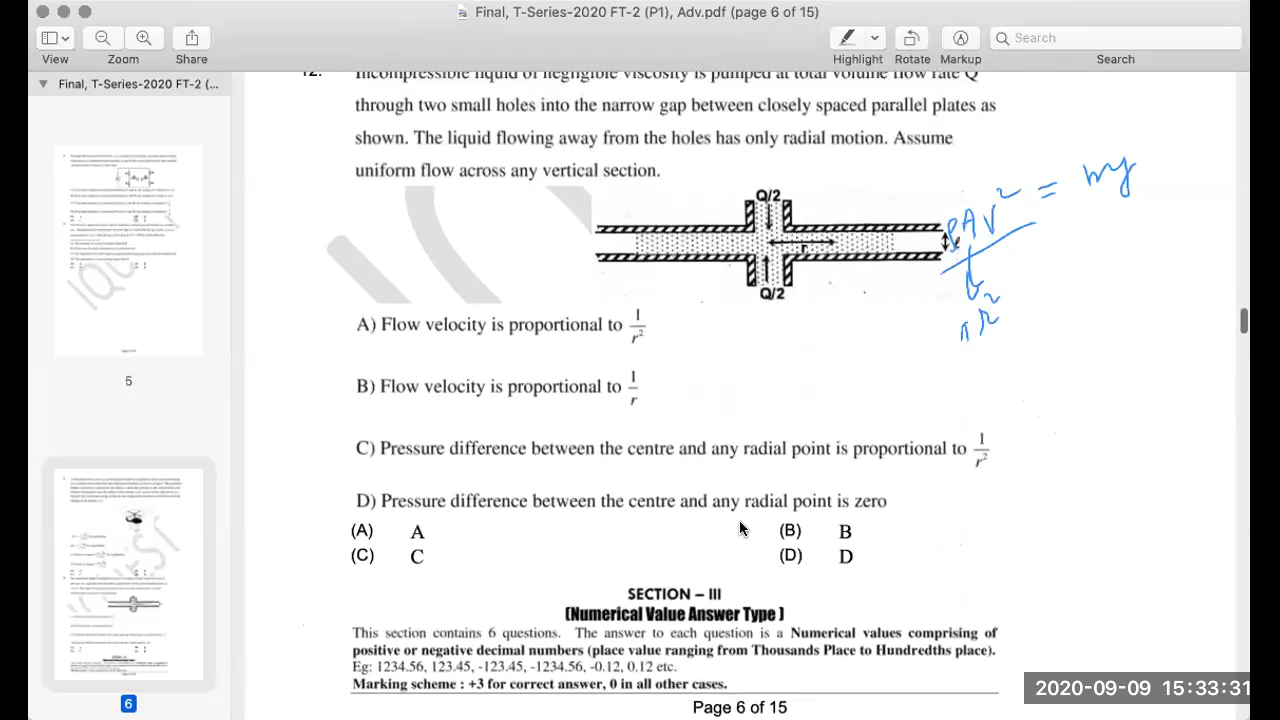 Final, T-Series-2020 FT-2 (P1), Adv.pdf (page 6 of 15)
View
Zoom
Share
Highlight
Rotate
Markup
Search
Search
Final, T-Series-2020 FT-2 (P1), Adv.p...
5
6
12. Incompressible liquid of negligible viscosity is pumped at total volume flow rate Q
through two small holes into the narrow gap between closely spaced parallel plates as
shown. The liquid flowing away from the holes has only radial motion. Assume
uniform flow across any vertical section.
Q/2
r
Q/2
ρAv² = mg
A) Flow velocity is proportional to 1/r²
B) Flow velocity is proportional to 1/r
C) Pressure difference between the centre and any radial point is proportional to 1/r²
D) Pressure difference between the centre and any radial point is zero
(A) A (B) B
(C) C (D) D
SECTION – III
(Numerical Value Answer Type )
This section contains 6 questions. The answer to each question is a Numerical values comprising of
positive or negative decimal numbers (place value ranging from Thousands Place to Hundredths place).
Eg: 1234.56, 123.45, -123.45, -1234.56, -0.12, 0.12 etc.
Marking scheme : +3 for correct answer, 0 in all other cases.
Page 6 of 15
2020-09-09 15:33:31